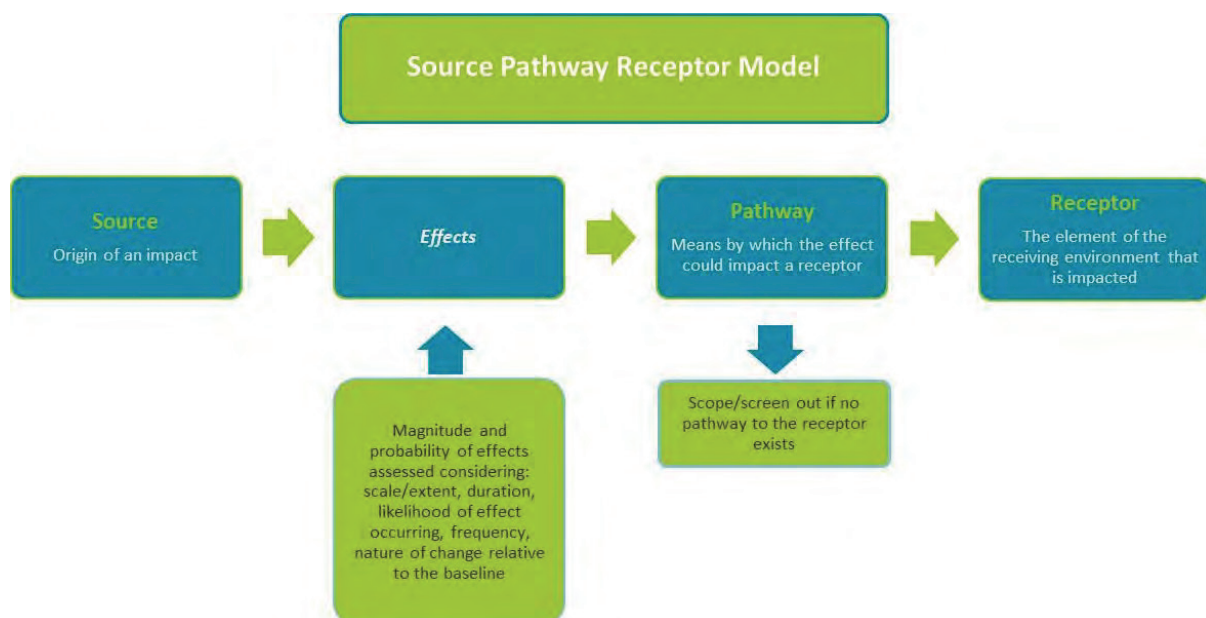 Source Pathway Receptor Model
Source
Origin of an impact
Effects
Pathway
Means by which the effect
could impact a receptor
Receptor
The element of the
receiving environment that
is impacted
Magnitude and
probability of effects
assessed considering:
scale/extent, duration,
likelihood of effect
occurring, frequency,
nature of change relative
to the baseline
Scope/screen out if no
pathway to the receptor
exists